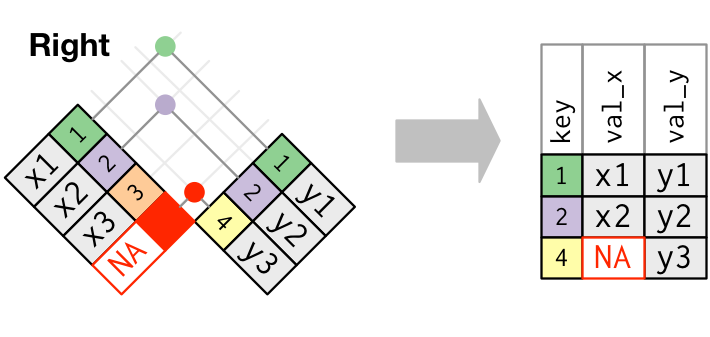 Right
1 x1
2 x2
3 x3
NA
1 y1
2 y2
4 y3
key val_x val_y
1 x1 y1
2 x2 y2
4 NA y3